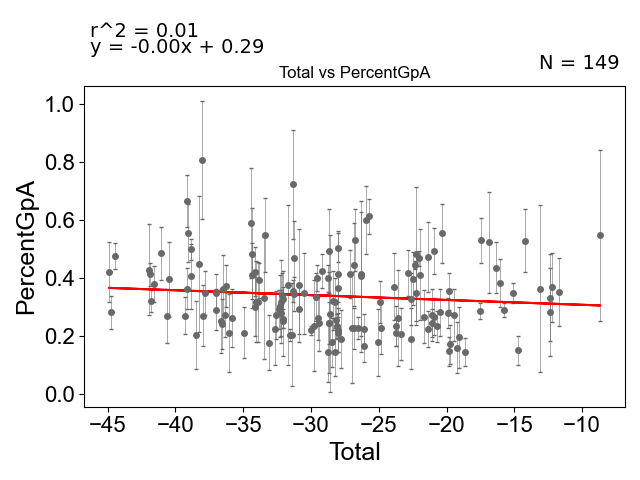 r^2 = 0.01
y = -0.00x + 0.29
N = 149
Total vs PercentGpA
PercentGpA
1.0
0.8
0.6
0.4
0.2
0.0
−45 −40 −35 −30 −25 −20 −15 −10
Total